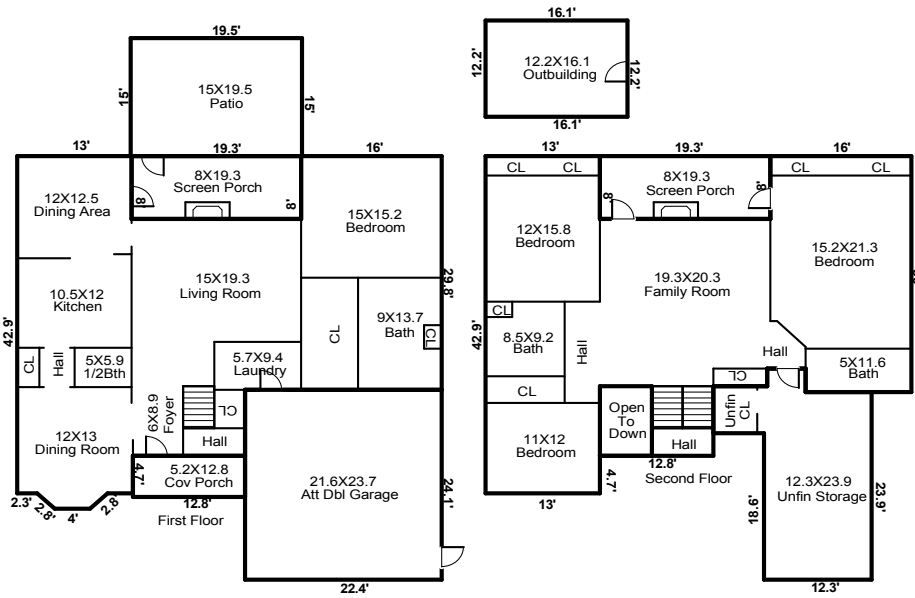 19.5'
15X19.5
Patio
15'
15'
16.1'
12.2X16.1
Outbuilding
12.2'
12.2'
16.1'
13'
19.3'
16'
12X12.5
Dining Area
8X19.3
Screen Porch
8'
8'
15X15.2
Bedroom
15X19.3
Living Room
10.5X12
Kitchen
29.8'
9X13.7
Bath
CL
CL
42.9'
CL
Hall
5X5.9
1/2Bth
5.7X9.4
Laundry
6X8.9
Foyer
CL
Hall
12X13
Dining Room
5.2X12.8
Cov Porch
4.7'
12.8'
2.3'
2.8'
4'
2.8'
First Floor
21.6X23.7
Att Dbl Garage
24.1'
22.4'
13'
19.3'
16'
CL
CL
CL
CL
8X19.3
Screen Porch
8'
8'
12X15.8
Bedroom
15.2X21.3
Bedroom
19.3X20.3
Family Room
CL
42.9'
8.5X9.2
Bath
Hall
Hall
5X11.6
Bath
CL
CL
Unfin
CL
Open
To
Down
Hall
11X12
Bedroom
12.8'
4.7'
13'
Second Floor
12.3X23.9
Unfin Storage
18.6'
23.9'
12.3'